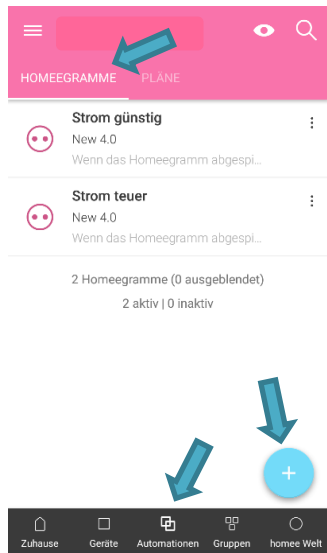 HOMEEGRAMME PLÄNE
Strom günstig
New 4.0
Wenn das Homeegramm abgespi...
Strom teuer
New 4.0
Wenn das Homeegramm abgespi...
2 Homeegramme (0 ausgeblendet)
2 aktiv | 0 inaktiv
Zuhause Geräte Automationen Gruppen homee Welt